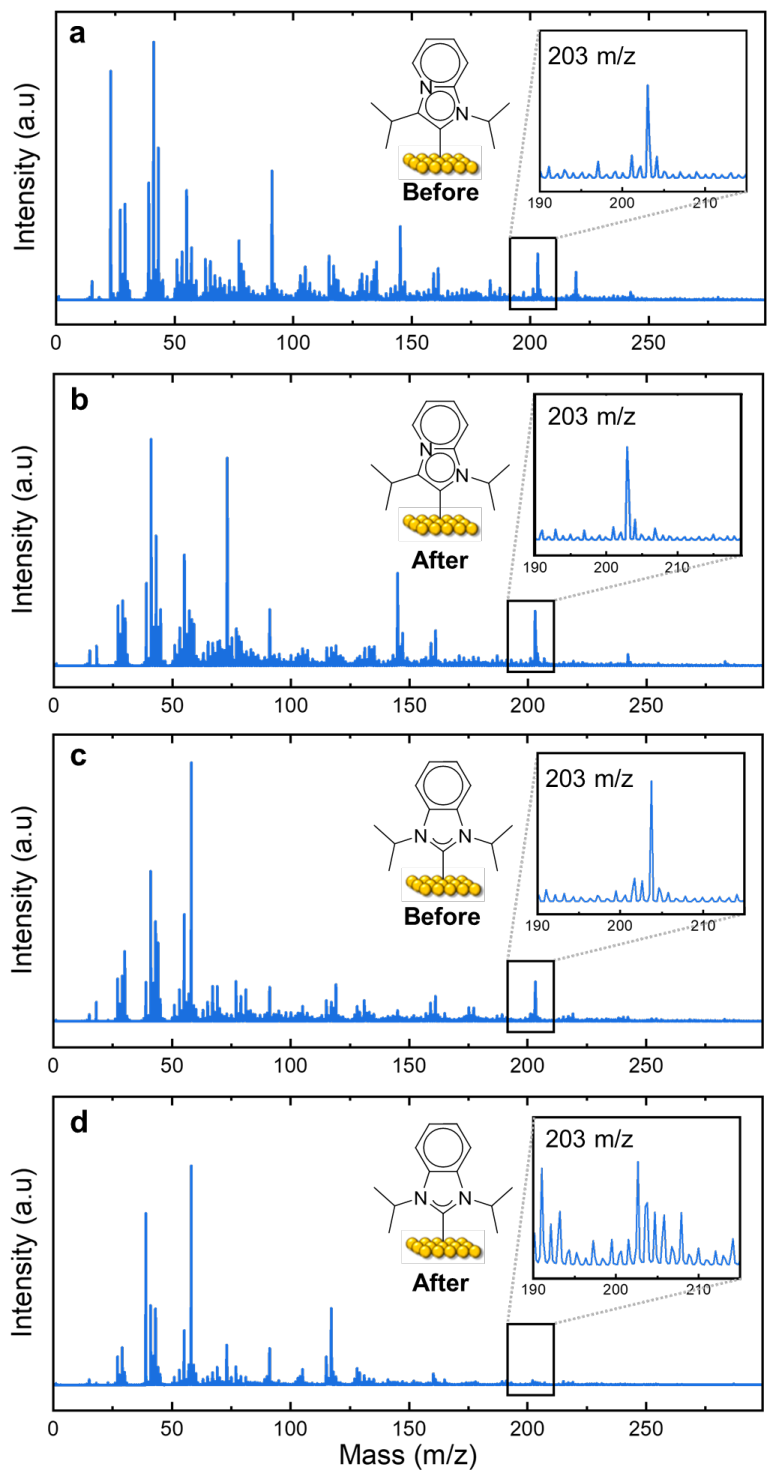 a
203 m/z
190 200 210
N
N
Before
Intensity (a.u)
0 50 100 150 200 250
b
203 m/z
190 200 210
N
N
After
Intensity (a.u)
0 50 100 150 200 250
c
203 m/z
190 200 210
N N
Before
Intensity (a.u)
0 50 100 150 200 250
d
203 m/z
190 200 210
N N
After
Intensity (a.u)
0 50 100 150 200 250
Mass (m/z)